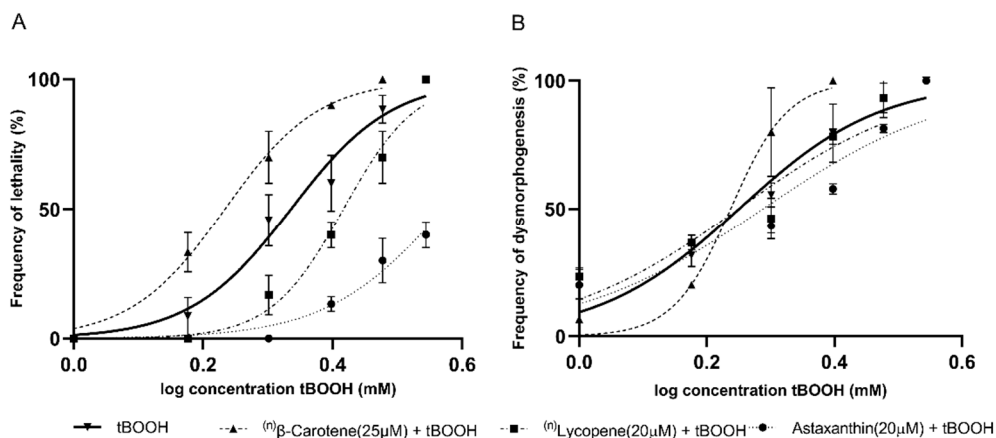 A
B
Frequency of lethality (%)
100
50
0
0.0
0.2
0.4
0.6
log concentration tBOOH (mM)
Frequency of dysmorphogenesis (%)
100
50
0
0.0
0.2
0.4
0.6
log concentration tBOOH (mM)
tBOOH
(n)β-Carotene(25µM) + tBOOH
(n)Lycopene(20µM) + tBOOH
Astaxanthin(20µM) + tBOOH